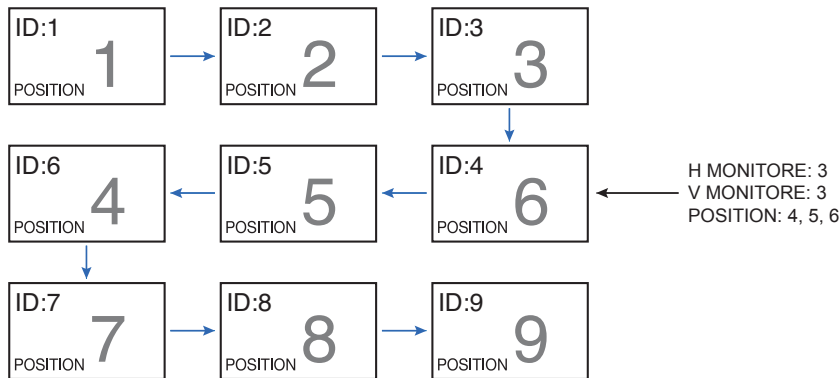 ID:1
POSITION 1
ID:2
POSITION 2
ID:3
POSITION 3
ID:6
POSITION 4
ID:5
POSITION 5
ID:4
POSITION 6
H MONITORE: 3
V MONITORE: 3
POSITION: 4, 5, 6
ID:7
POSITION 7
ID:8
POSITION 8
ID:9
POSITION 9